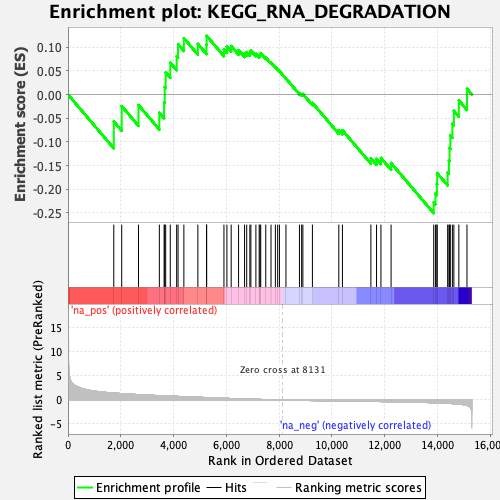 Enrichment plot: KEGG_RNA_DEGRADATION
Enrichment score (ES)
0.10
0.05
0.00
-0.05
-0.10
-0.15
-0.20
-0.25
'na_pos' (positively correlated)
Ranked list metric (PreRanked)
15
10
5
0
-5
Zero cross at 8131
'na_neg' (negatively correlated)
0 2,000 4,000 6,000 8,000 10,000 12,000 14,000 16,000
Rank in Ordered Dataset
Enrichment profile Hits Ranking metric scores